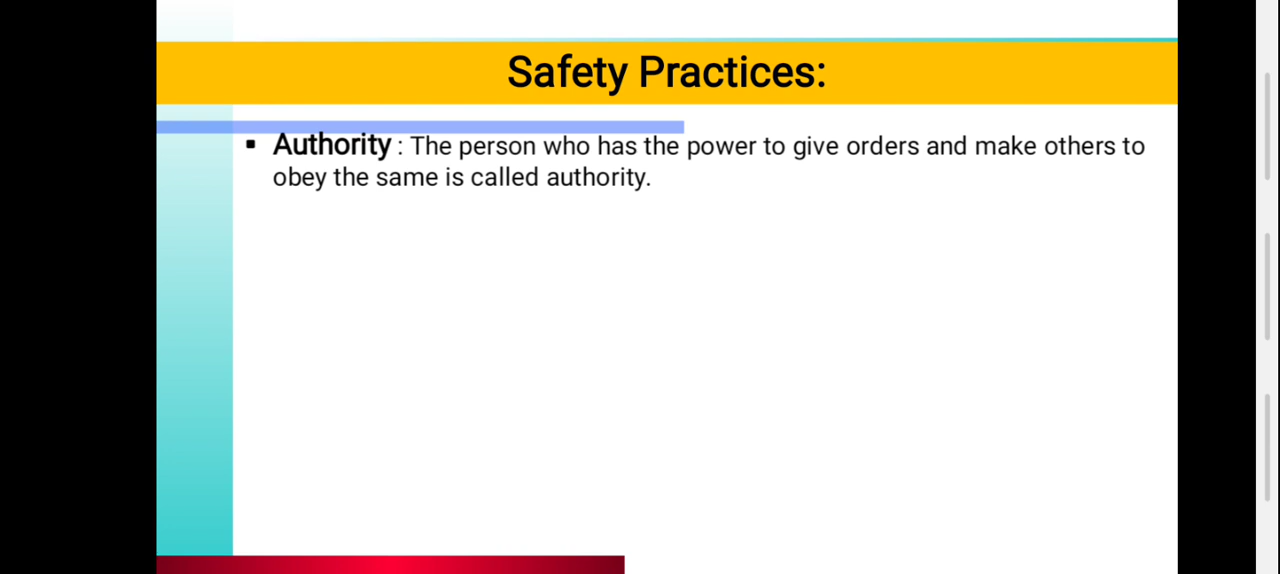 Safety Practices:
▪ Authority : The person who has the power to give orders and make others to
obey the same is called authority.